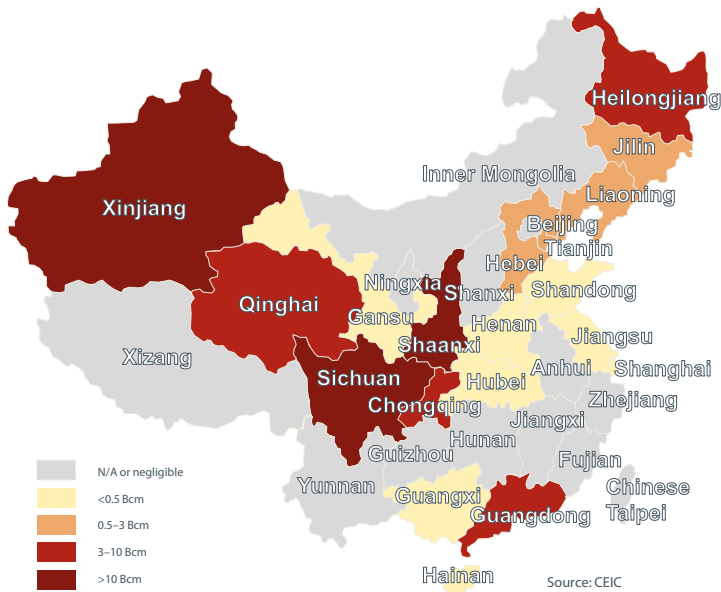 Heilongjiang
Jilin
Inner Mongolia
Liaoning
Xinjiang
Beijing
Tianjin
Hebei
Ningxia
Shanxi
Shandong
Qinghai
Gansu
Henan
Jiangsu
Shaanxi
Xizang
Anhui
Shanghai
Sichuan
Hubei
Zhejiang
Chongqing
Jiangxi
Hunan
Guizhou
Fujian
Yunnan
Guangxi
Chinese
Taipei
Guangdong
Hainan
N/A or negligible
<0.5 Bcm
0.5–3 Bcm
3–10 Bcm
>10 Bcm
Source: CEIC